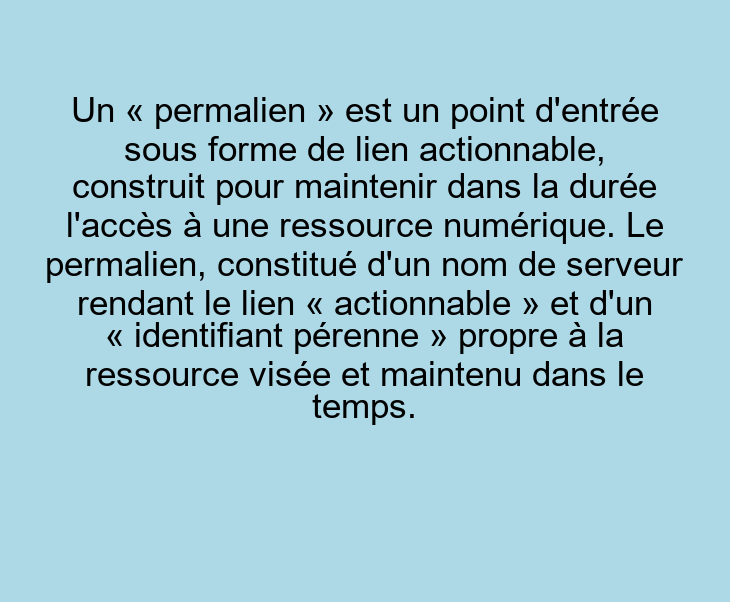 Un « permalien » est un point d'entrée
sous forme de lien actionnable,
construit pour maintenir dans la durée
l'accès à une ressource numérique. Le
permalien, constitué d'un nom de serveur
rendant le lien « actionnable » et d'un
« identifiant pérenne » propre à la
ressource visée et maintenu dans le
temps.